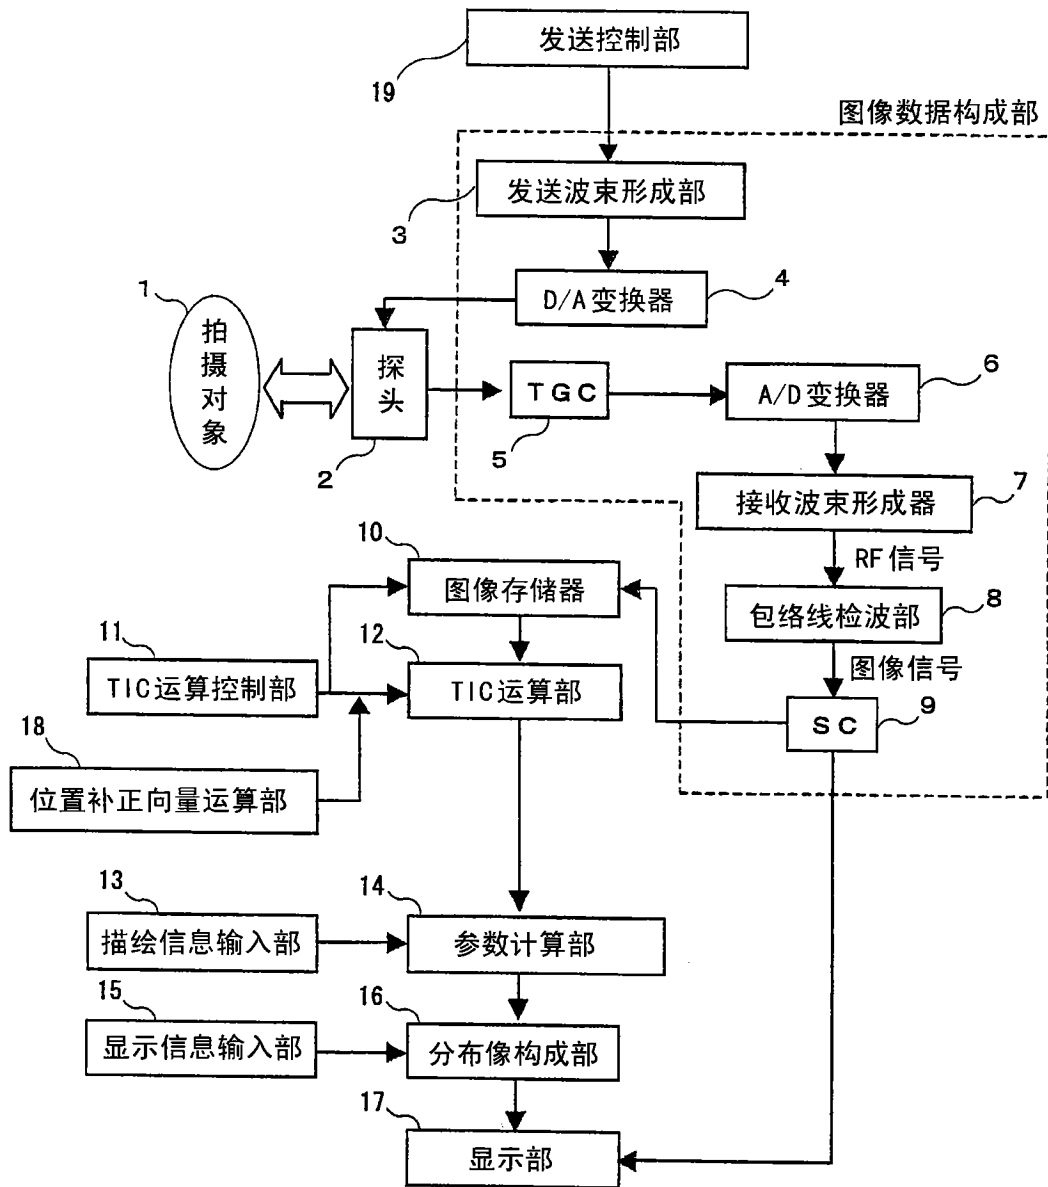 发送控制部
19
图像数据构成部
发送波束形成部
3
D/A变换器
4
1
拍摄对象
探头
2
TGC
5
A/D变换器
6
接收波束形成器
7
RF信号
10
图像存储器
包络线检波部
8
11
12
图像信号
TIC运算控制部
TIC运算部
SC
9
18
位置补正向量运算部
13
14
描绘信息输入部
参数计算部
15
16
显示信息输入部
分布像构成部
17
显示部